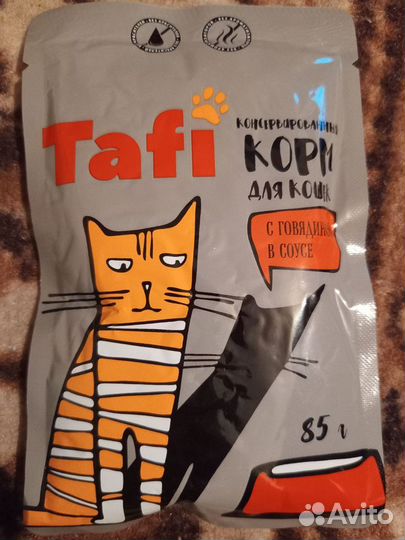 Tafi
КОНСЕРВИРОВАННЫЙ
КОРМ
ДЛЯ КОШЕК
С ГОВЯДИНОЙ
В СОУСЕ
85 г
Avito